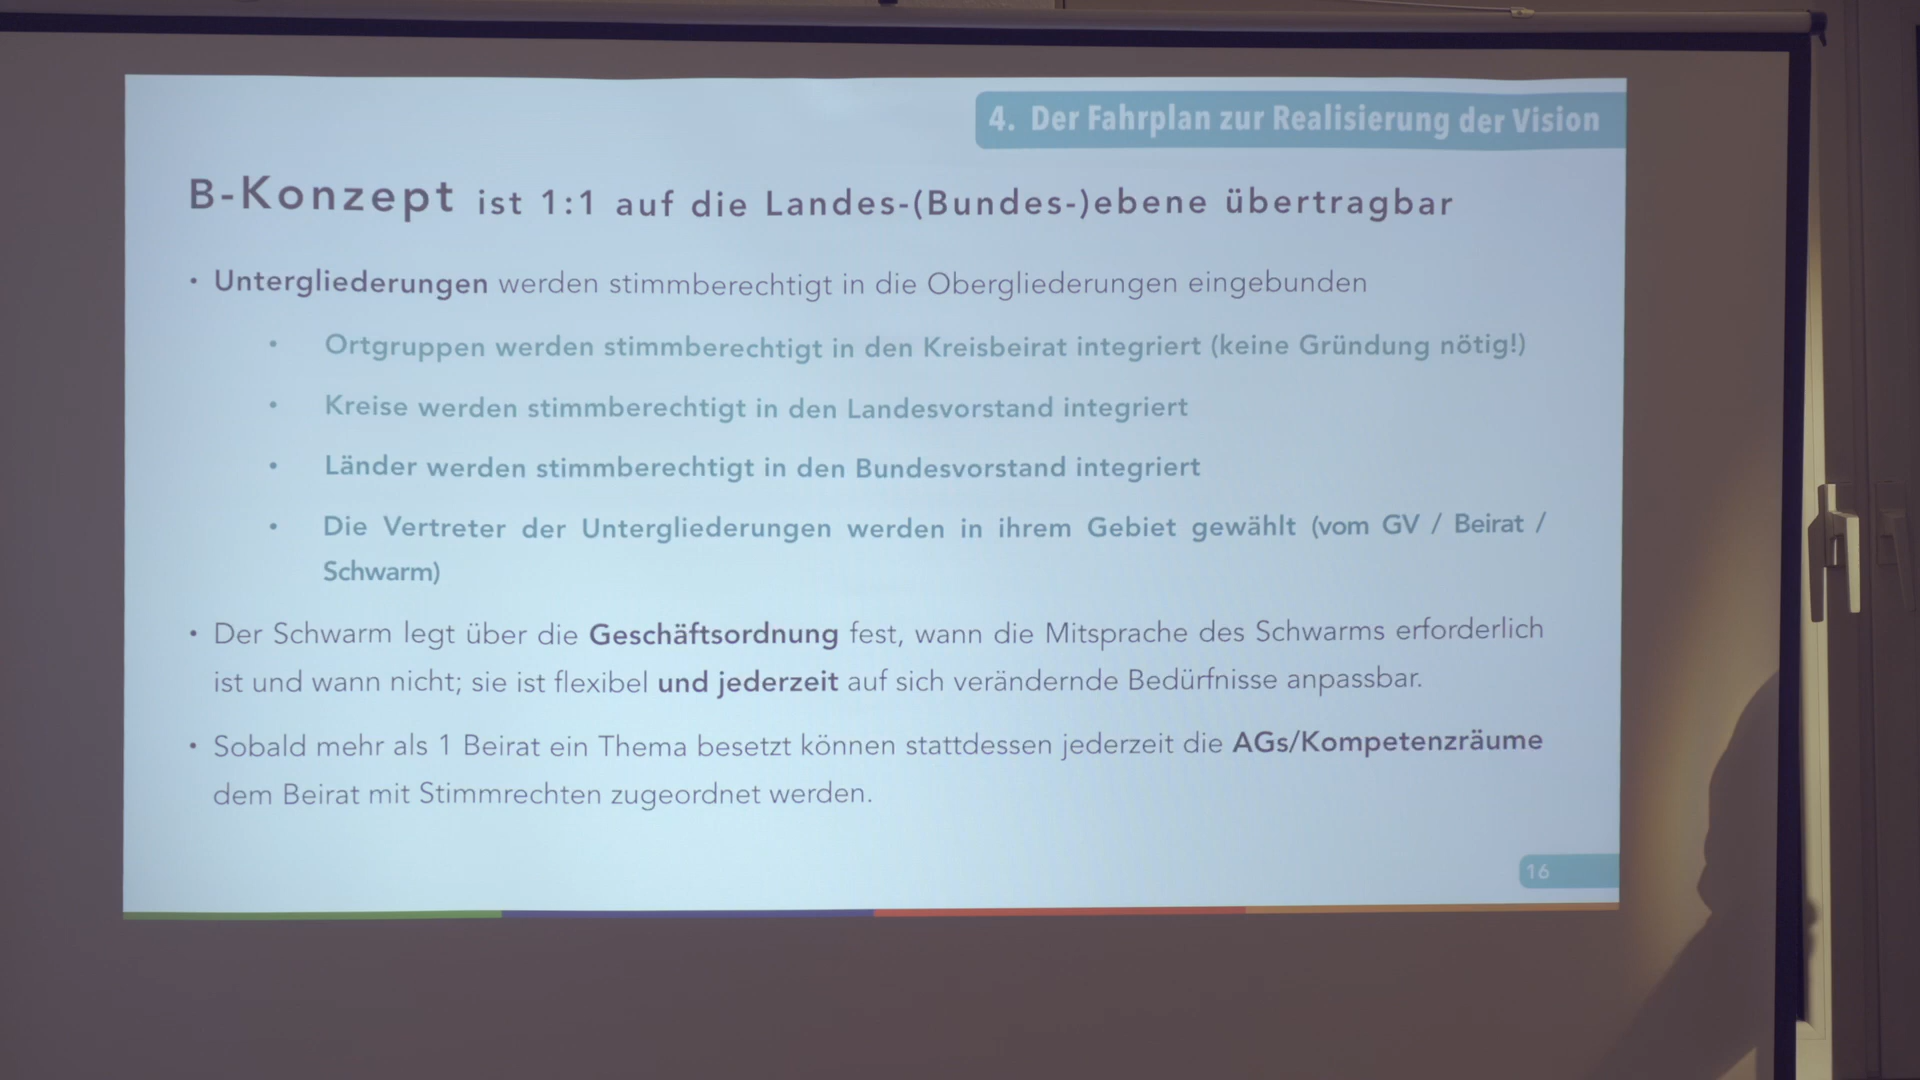 4. Der Fahrplan zur Realisierung der Vision
B-Konzept ist 1:1 auf die Landes-(Bundes-)ebene übertragbar
• Untergliederungen werden stimmberechtigt in die Obergliederungen eingebunden
• Ortgruppen werden stimmberechtigt in den Kreisbeirat integriert (keine Gründung nötig!)
• Kreise werden stimmberechtigt in den Landesvorstand integriert
• Länder werden stimmberechtigt in den Bundesvorstand integriert
• Die Vertreter der Untergliederungen werden in ihrem Gebiet gewählt (vom GV / Beirat /
Schwarm)
• Der Schwarm legt über die Geschäftsordnung fest, wann die Mitsprache des Schwarms erforderlich
ist und wann nicht; sie ist flexibel und jederzeit auf sich verändernde Bedürfnisse anpassbar.
• Sobald mehr als 1 Beirat ein Thema besetzt können stattdessen jederzeit die AGs/Kompetenzräume
dem Beirat mit Stimmrechten zugeordnet werden.
16